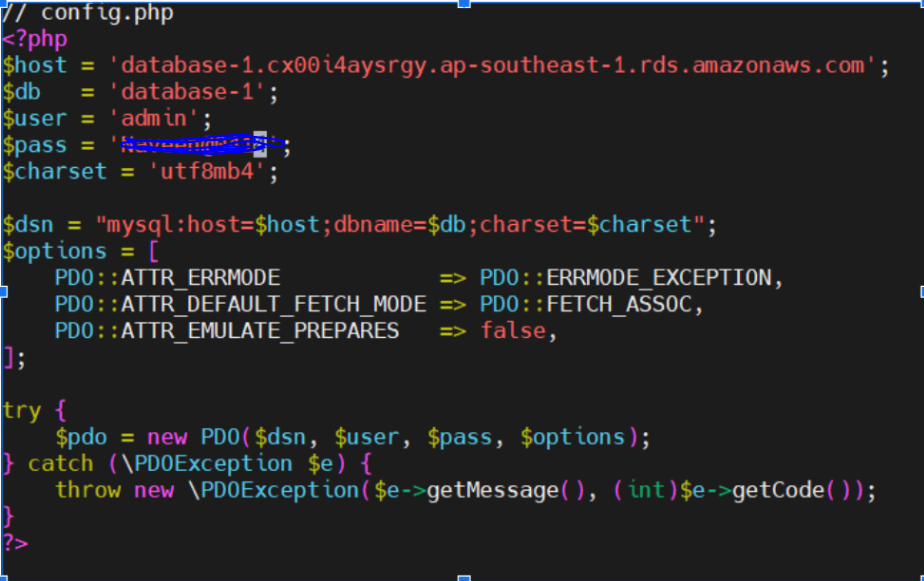 // config.php
<?php
$host = 'database-1.cx00i4aysrgy.ap-southeast-1.rds.amazonaws.com';
$db   = 'database-1';
$user = 'admin';
$pass = '';
$charset = 'utf8mb4';

$dsn = "mysql:host=$host;dbname=$db;charset=$charset";
$options = [
    PDO::ATTR_ERRMODE            => PDO::ERRMODE_EXCEPTION,
    PDO::ATTR_DEFAULT_FETCH_MODE => PDO::FETCH_ASSOC,
    PDO::ATTR_EMULATE_PREPARES   => false,
];

try {
    $pdo = new PDO($dsn, $user, $pass, $options);
} catch (\PDOException $e) {
    throw new \PDOException($e->getMessage(), (int)$e->getCode());
}
?>